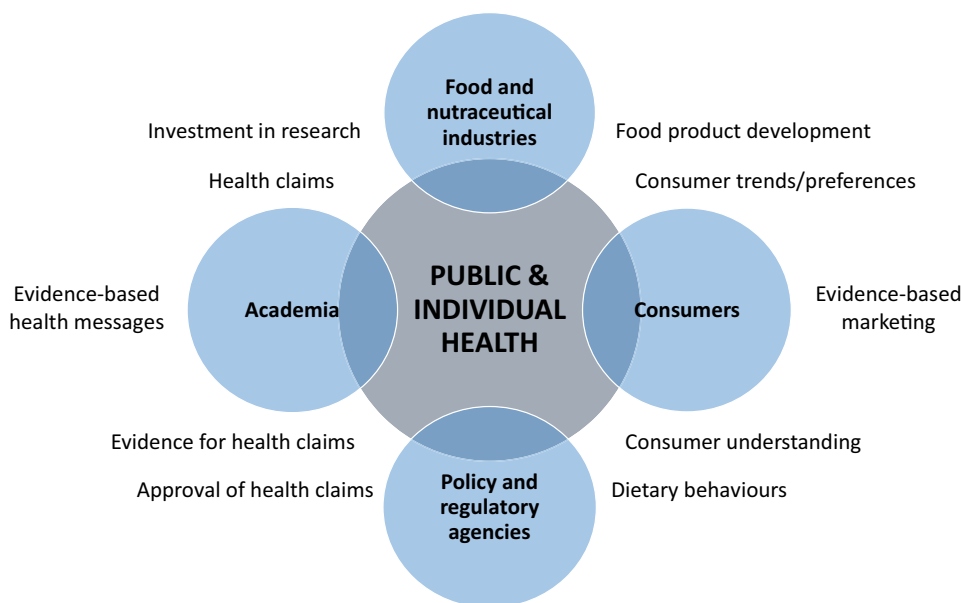 Food and
nutraceutical
industries
Investment in research
Food product development
Health claims
Consumer trends/preferences
Evidence-based
health messages
Academia
PUBLIC &
INDIVIDUAL
HEALTH
Consumers
Evidence-based
marketing
Evidence for health claims
Consumer understanding
Approval of health claims
Policy and
regulatory
agencies
Dietary behaviours